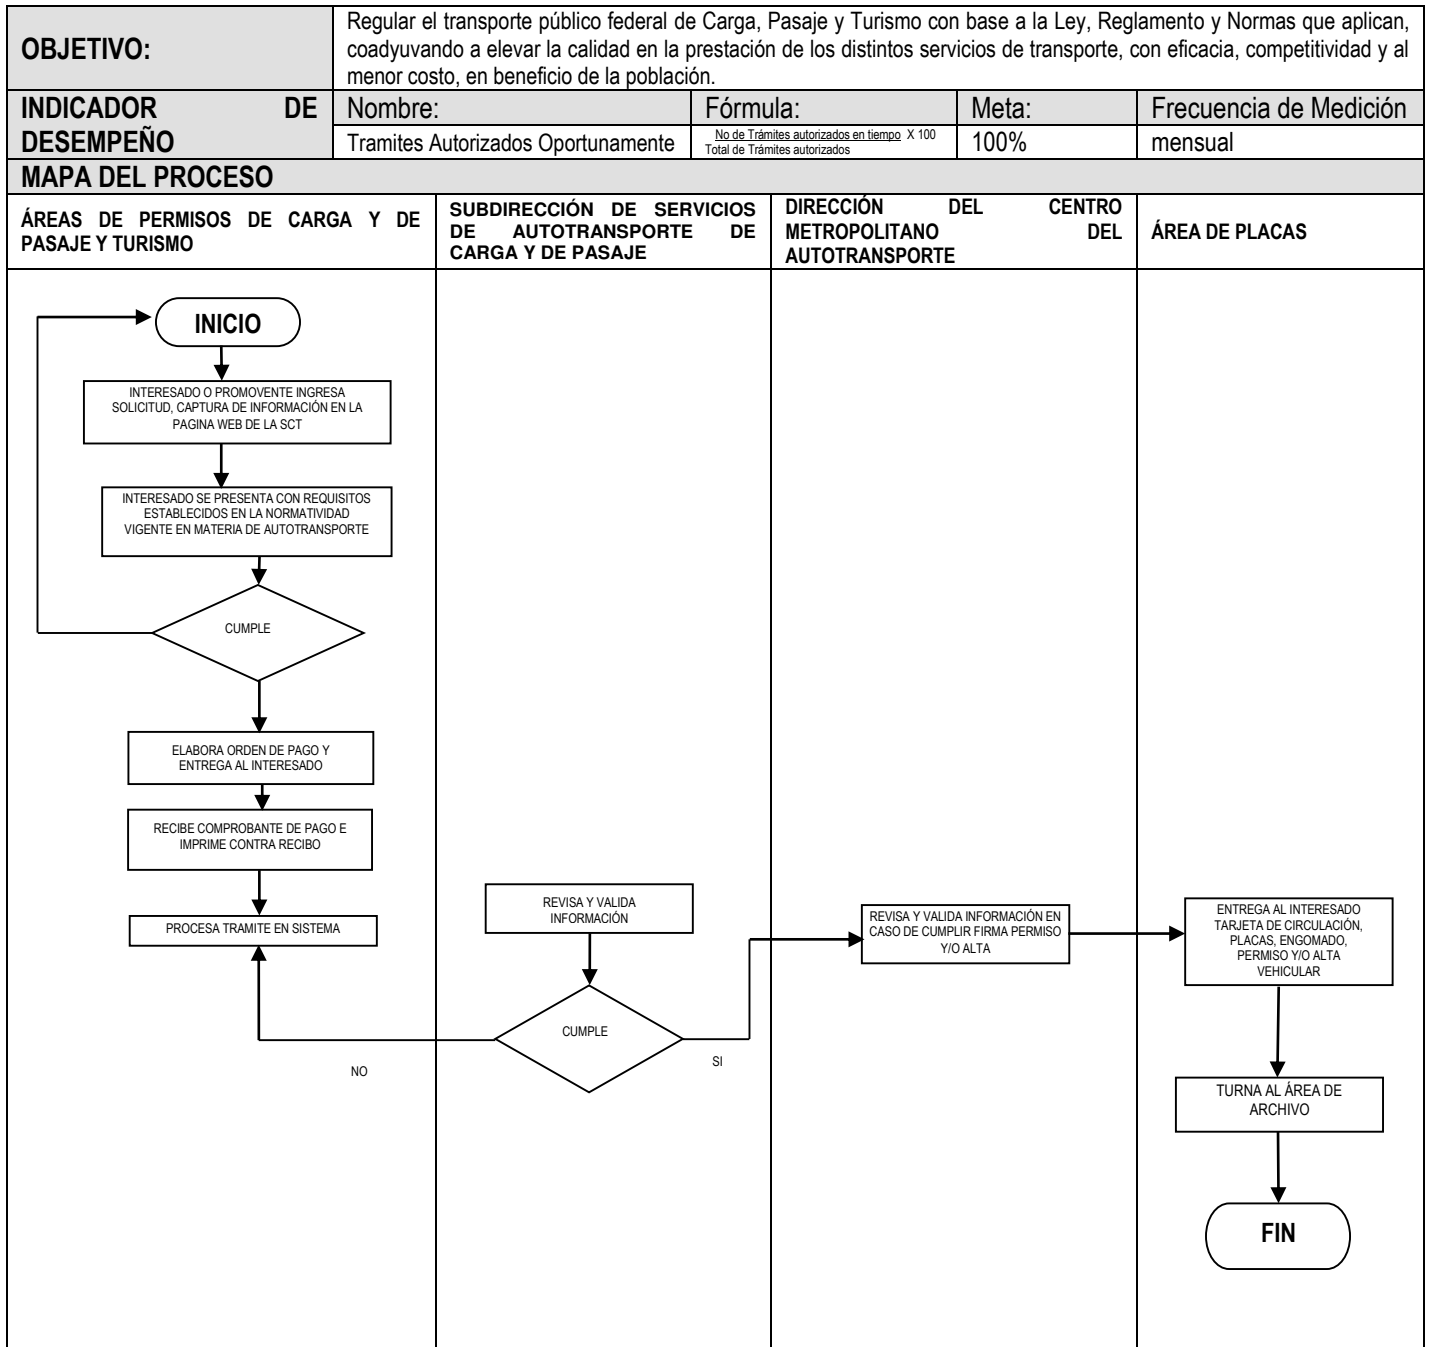 OBJETIVO:
Regular el transporte público federal de Carga, Pasaje y Turismo con base a la Ley, Reglamento y Normas que aplican,
coadyuvando a elevar la calidad en la prestación de los distintos servicios de transporte, con eficacia, competitividad y al
menor costo, en beneficio de la población.
INDICADOR DE
DESEMPEÑO
Nombre:
Fórmula:
Meta:
Frecuencia de Medición
Tramites Autorizados Oportunamente
No de Trámites autorizados en tiempo X 100
Total de Trámites autorizados
100%
mensual
MAPA DEL PROCESO
ÁREAS DE PERMISOS DE CARGA Y DE
PASAJE Y TURISMO
SUBDIRECCIÓN DE SERVICIOS
DE AUTOTRANSPORTE DE
CARGA Y DE PASAJE
DIRECCIÓN DEL CENTRO
METROPOLITANO DEL
AUTOTRANSPORTE
ÁREA DE PLACAS
INICIO
INTERESADO O PROMOVENTE INGRESA
SOLICITUD, CAPTURA DE INFORMACIÓN EN LA
PAGINA WEB DE LA SCT
INTERESADO SE PRESENTA CON REQUISITOS
ESTABLECIDOS EN LA NORMATIVIDAD
VIGENTE EN MATERIA DE AUTOTRANSPORTE
CUMPLE
ELABORA ORDEN DE PAGO Y
ENTREGA AL INTERESADO
RECIBE COMPROBANTE DE PAGO E
IMPRIME CONTRA RECIBO
PROCESA TRAMITE EN SISTEMA
REVISA Y VALIDA
INFORMACIÓN
CUMPLE
NO
SI
REVISA Y VALIDA INFORMACIÓN EN
CASO DE CUMPLIR FIRMA PERMISO
Y/O ALTA
ENTREGA AL INTERESADO
TARJETA DE CIRCULACIÓN,
PLACAS, ENGOMADO,
PERMISO Y/O ALTA
VEHICULAR
TURNA AL ÁREA DE
ARCHIVO
FIN